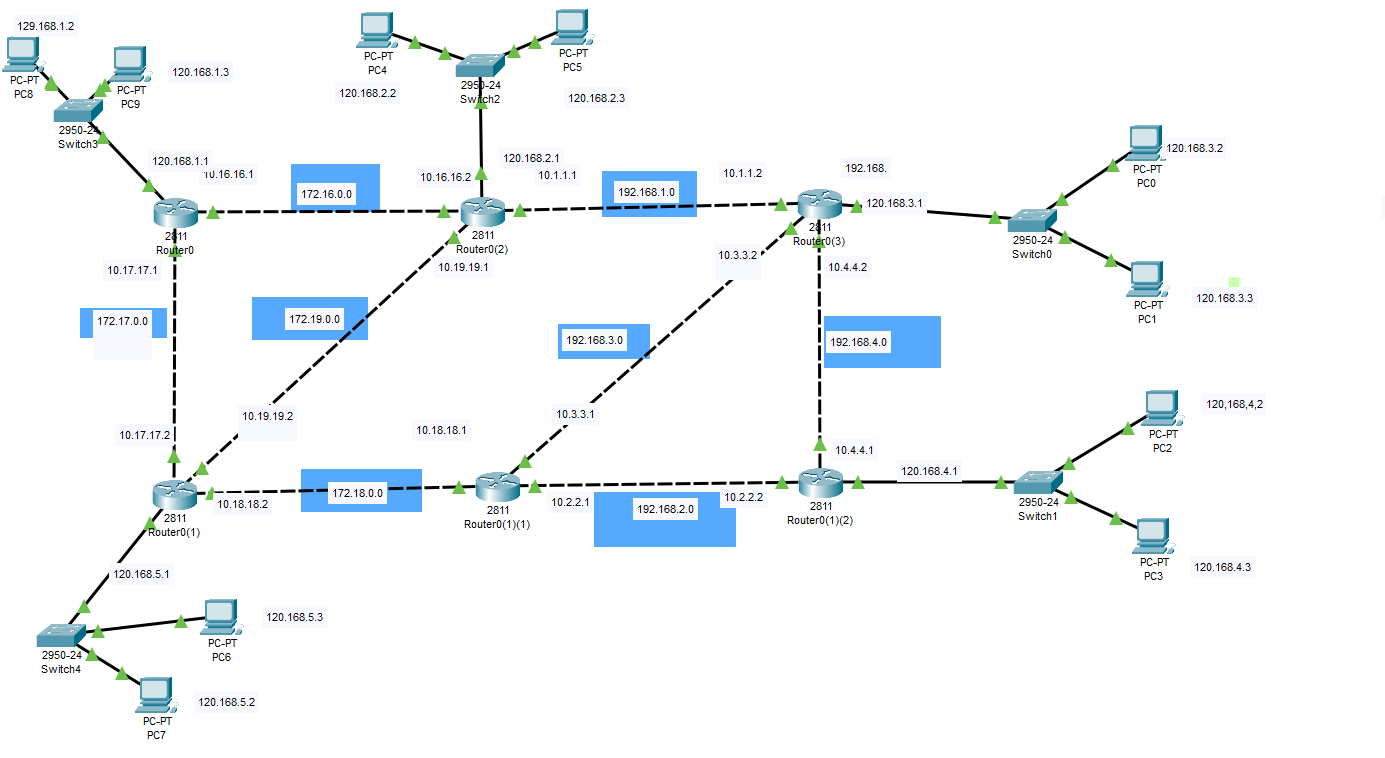 129.168.1.2
PC-PT
PC8
PC-PT
PC9
120.168.1.3
2950-24
Switch3
PC-PT
PC4
PC-PT
PC5
120.168.2.2
2950-24
Switch2
120.168.2.3
120.168.1.1
10.16.16.1
172.16.0.0
10.16.16.2
120.168.2.1
10.1.1.1
192.168.1.0
10.1.1.2
192.168.
120.168.3.1
120.168.3.2
PC-PT
PC0
2950-24
Switch0
PC-PT
PC1
120.168.3.3
2811
Router0
2811
Router0(2)
2811
Router0(3)
10.17.17.1
10.19.19.1
10.3.3.2
10.4.4.2
172.17.0.0
172.19.0.0
192.168.3.0
192.168.4.0
10.19.19.2
10.17.17.2
10.18.18.1
10.3.3.1
10.4.4.1
120,168,4,2
PC-PT
PC2
120.168.4.1
2950-24
Switch1
172.18.0.0
10.18.18.2
10.2.2.1
192.168.2.0
10.2.2.2
2811
Router0(1)
2811
Router0(1)(1)
2811
Router0(1)(2)
PC-PT
PC3
120.168.4.3
120.168.5.1
120.168.5.3
PC-PT
PC6
2950-24
Switch4
120.168.5.2
PC-PT
PC7